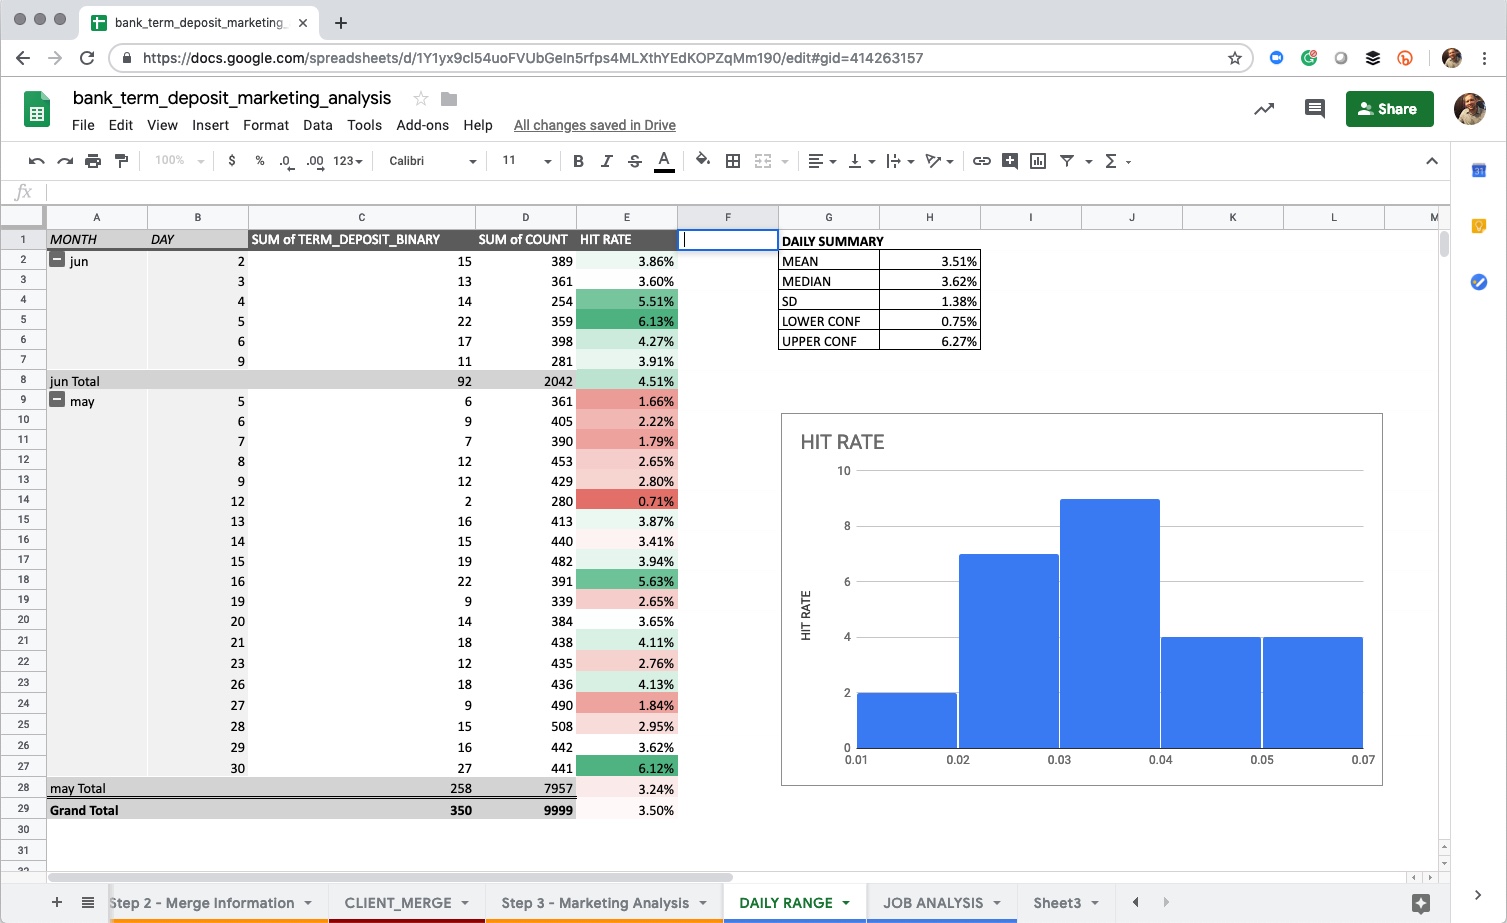 bank_term_deposit_marketing_
https://docs.google.com/spreadsheets/d/1Y1yx9cl54uoFVUbGeIn5rfps4MLXthYEdKOPZqMm190/edit#gid=414263157
bank_term_deposit_marketing_analysis
File Edit View Insert Format Data Tools Add-ons Help All changes saved in Drive
Share
100% $ % .0 .00 123 Calibri 11 B I S A
31
fx
A B C D E F G H I J K L M
1 MONTH DAY SUM of TERM_DEPOSIT_BINARY SUM of COUNT HIT RATE DAILY SUMMARY
2 jun 2 15 389 3.86% MEAN 3.51%
3 3 13 361 3.60% MEDIAN 3.62%
4 4 14 254 5.51% SD 1.38%
5 5 22 359 6.13% LOWER CONF 0.75%
6 6 17 398 4.27% UPPER CONF 6.27%
7 9 11 281 3.91%
8 jun Total 92 2042 4.51%
9 may 5 6 361 1.66%
10 6 9 405 2.22%
11 7 7 390 1.79%
12 8 12 453 2.65%
13 9 12 429 2.80%
14 12 2 280 0.71%
15 13 16 413 3.87%
16 14 15 440 3.41%
17 15 19 482 3.94%
18 16 22 391 5.63%
19 19 9 339 2.65%
20 20 14 384 3.65%
21 21 18 438 4.11%
22 23 12 435 2.76%
23 26 18 436 4.13%
24 27 9 490 1.84%
25 28 15 508 2.95%
26 29 16 442 3.62%
27 30 27 441 6.12%
28 may Total 258 7957 3.24%
29 Grand Total 350 9999 3.50%
30
31
32
HIT RATE
HIT RATE
10
8
6
4
2
0
0.01 0.02 0.03 0.04 0.05 0.07
Step 2 - Merge Information CLIENT_MERGE Step 3 - Marketing Analysis DAILY RANGE JOB ANALYSIS Sheet3